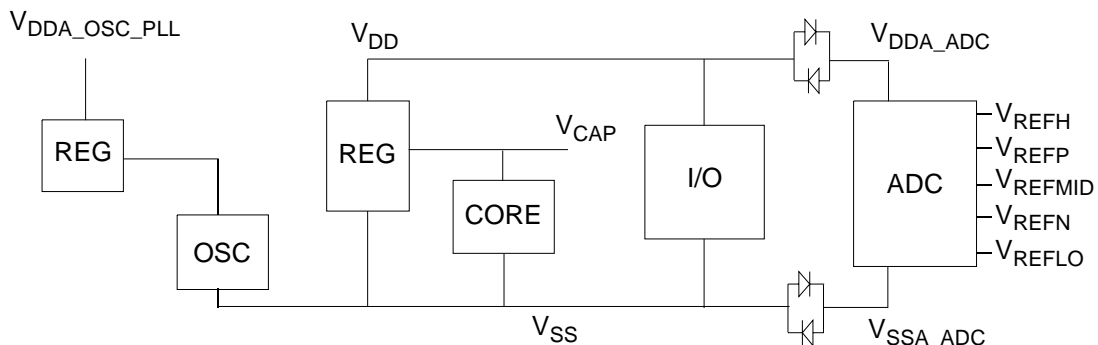 VDDA_OSC_PLL
VDD
VDDA_ADC
REG
REG
VCAP
I/O
ADC
VREFH
VREFP
VREFMID
VREFN
VREFLO
CORE
OSC
VSS
VSSA_ADC